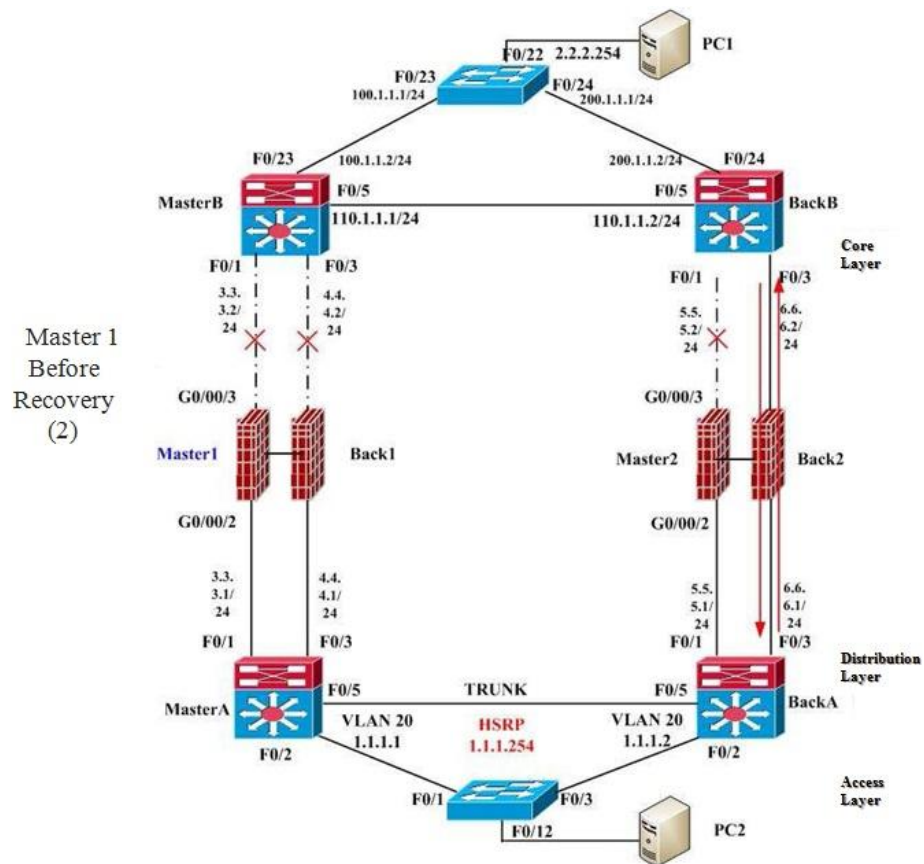 F0/22
2.2.2.254
PC1
F0/23
F0/24
100.1.1.1/24
200.1.1.1/24
F0/23
100.1.1.2/24
200.1.1.2/24
F0/24
MasterB
F0/5
F0/5
BackB
110.1.1.1/24
110.1.1.2/24
Core
Layer
F0/1
F0/3
F0/1
F0/3
3.3.
3.2/
24
4.4.
4.2/
24
5.5.
5.2/
24
6.6.
6.2/
24
Master 1
Before
Recovery
(2)
G0/00/3
G0/00/3
Master1
Back1
Master2
Back2
G0/00/2
G0/00/2
3.3.
3.1/
24
4.4.
4.1/
24
5.5.
5.1/
24
6.6.
6.1/
24
F0/1
F0/3
F0/1
F0/3
Distribution
Layer
MasterA
F0/5
TRUNK
F0/5
BackA
VLAN 20
1.1.1.1
HSRP
1.1.1.254
VLAN 20
1.1.1.2
F0/2
F0/2
Access
Layer
F0/1
F0/3
F0/12
PC2